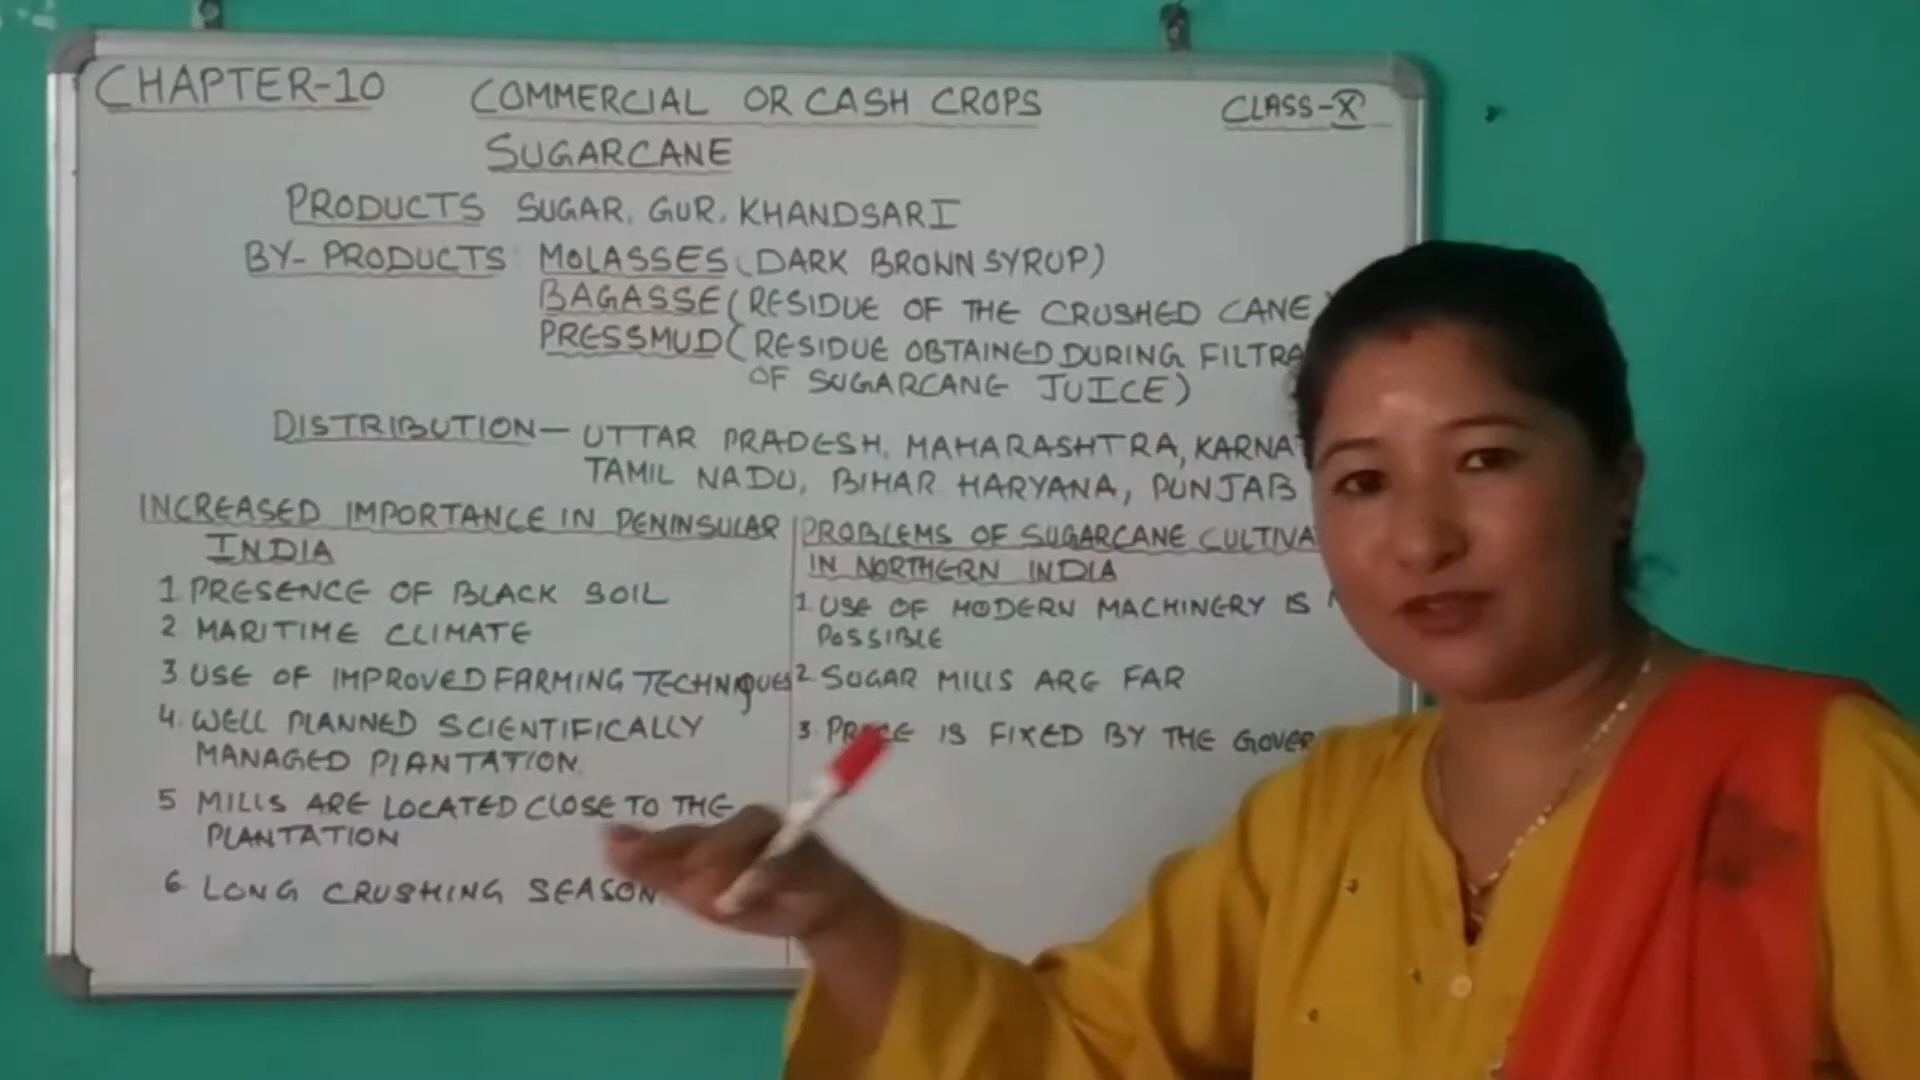 CHAPTER-10
COMMERCIAL OR CASH CROPS
CLASS-X
SUGARCANE
PRODUCTS SUGAR, GUR, KHANDSARI
BY-PRODUCTS MOLASSES (DARK BROWN SYRUP)
BAGASSE (RESIDUE OF THE CRUSHED CANE
PRESSMUD (RESIDUE OBTAINED DURING
OF SUGARCANE JUICE)
DISTRIBUTION- UTTAR PRADESH, MAHARASHTRA,
TAMIL NADU, BIHAR HARYANA, PUNJAB
INCREASED IMPORTANCE IN PENINSULAR
INDIA
1 PRESENCE OF BLACK SOIL
2 MARITIME CLIMATE
3 USE OF IMPROVED FARMING TECHNIQUES
4. WELL PLANNED SCIENTIFICALLY
MANAGED PLANTATION.
5 MILLS ARE LOCATED CLOSE TO THE
PLANTATION
6. LONG CRUSHING SEASON
PROBLEMS OF SUGARCANE
IN NORTHERN INDIA
1. USE OF MODERN MACHINERY IS
POSSIBLE
2. SUGAR MILLS ARE FAR
3. PRICE IS FIXED BY THE